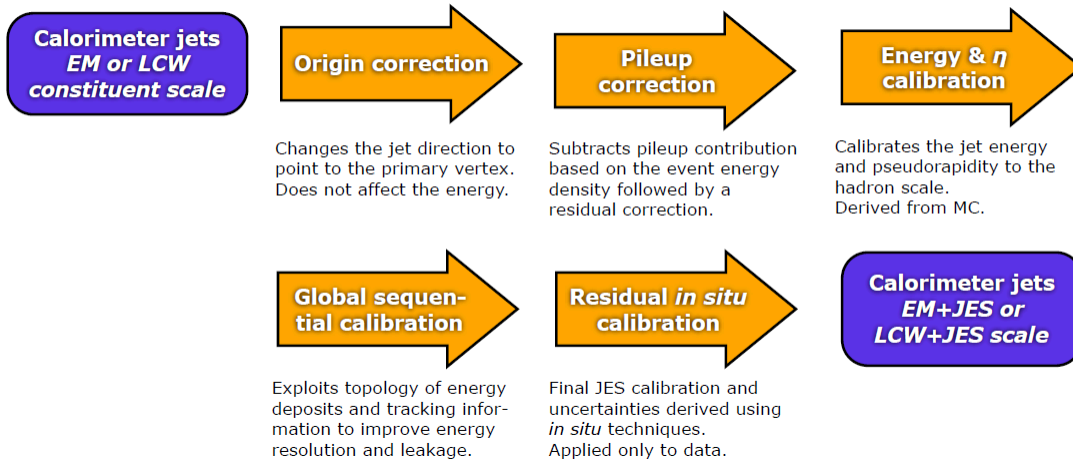 Calorimeter jets
EM or LCW
constituent scale
Origin correction
Changes the jet direction to
point to the primary vertex.
Does not affect the energy.
Pileup
correction
Subtracts pileup contribution
based on the event energy
density followed by a
residual correction.
Energy & η
calibration
Calibrates the jet energy
and pseudorapidity to the
hadron scale.
Derived from MC.
Global sequen-
tial calibration
Exploits topology of energy
deposits and tracking infor-
mation to improve energy
resolution and leakage.
Residual in situ
calibration
Final JES calibration and
uncertainties derived using
in situ techniques.
Applied only to data.
Calorimeter jets
EM+JES or
LCW+JES scale